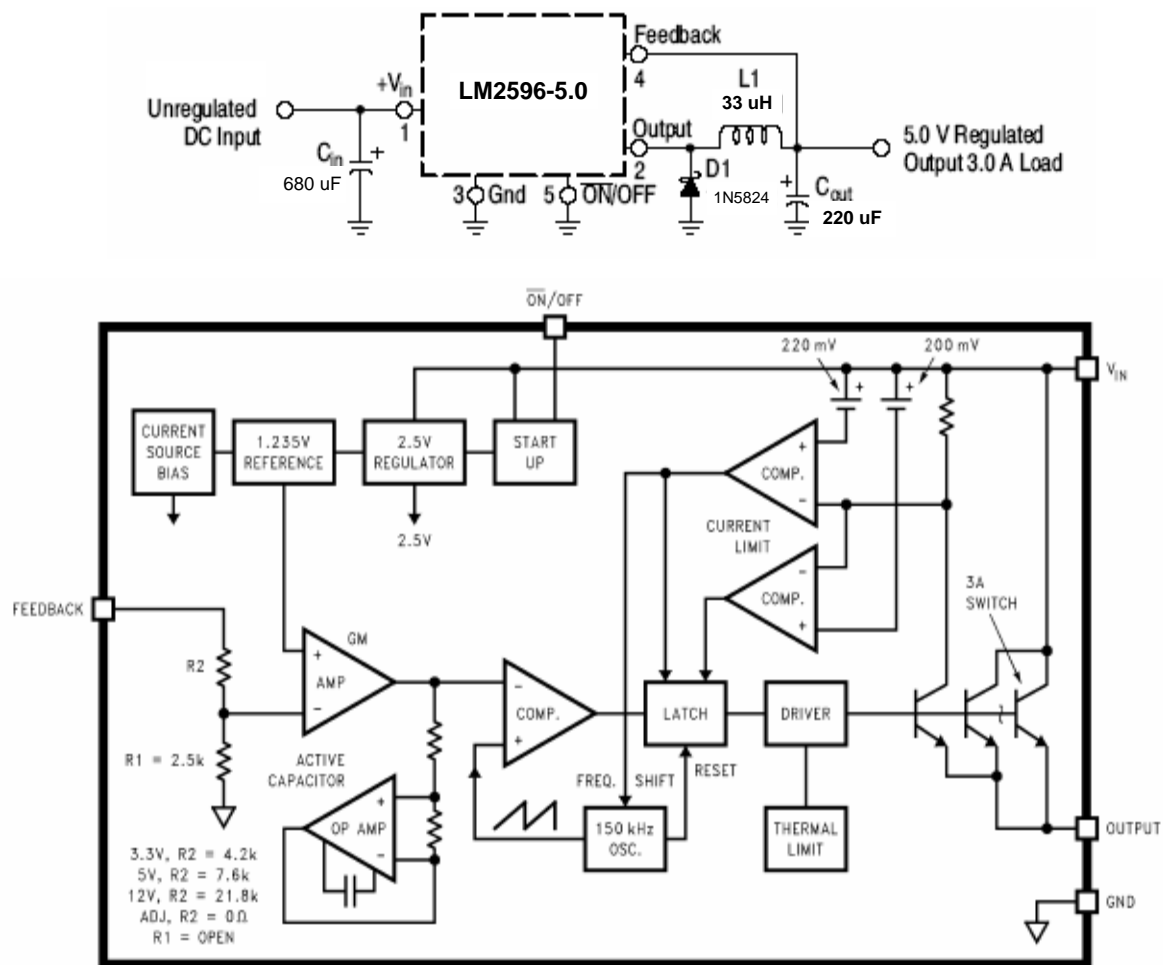 Feedback
4
L1
33 uH
LM2596-5.0
+Vin
1
Unregulated
DC Input
Cin
+
680 uF
Output
2
D1
1N5824
5.0 V Regulated
Output 3.0 A Load
+
Cout
220 uF
3
Gnd
5
O̅N̅/OFF
O̅N̅/OFF
220 mV
200 mV
+
+
VIN
CURRENT
SOURCE
BIAS
1.235V
REFERENCE
2.5V
REGULATOR
START
UP
2.5V
+
COMP.
-
CURRENT
LIMIT
-
COMP.
+
3A
SWITCH
FEEDBACK
R2
R1 = 2.5k
GM
+
AMP
-
-
COMP.
+
LATCH
DRIVER
RESET
FREQ. SHIFT
ACTIVE
CAPACITOR
+
OP AMP
-
150 kHz
OSC.
THERMAL
LIMIT
OUTPUT
GND
3.3V, R2 = 4.2k
5V, R2 = 7.6k
12V, R2 = 21.8k
ADJ, R2 = 0Ω
R1 = OPEN